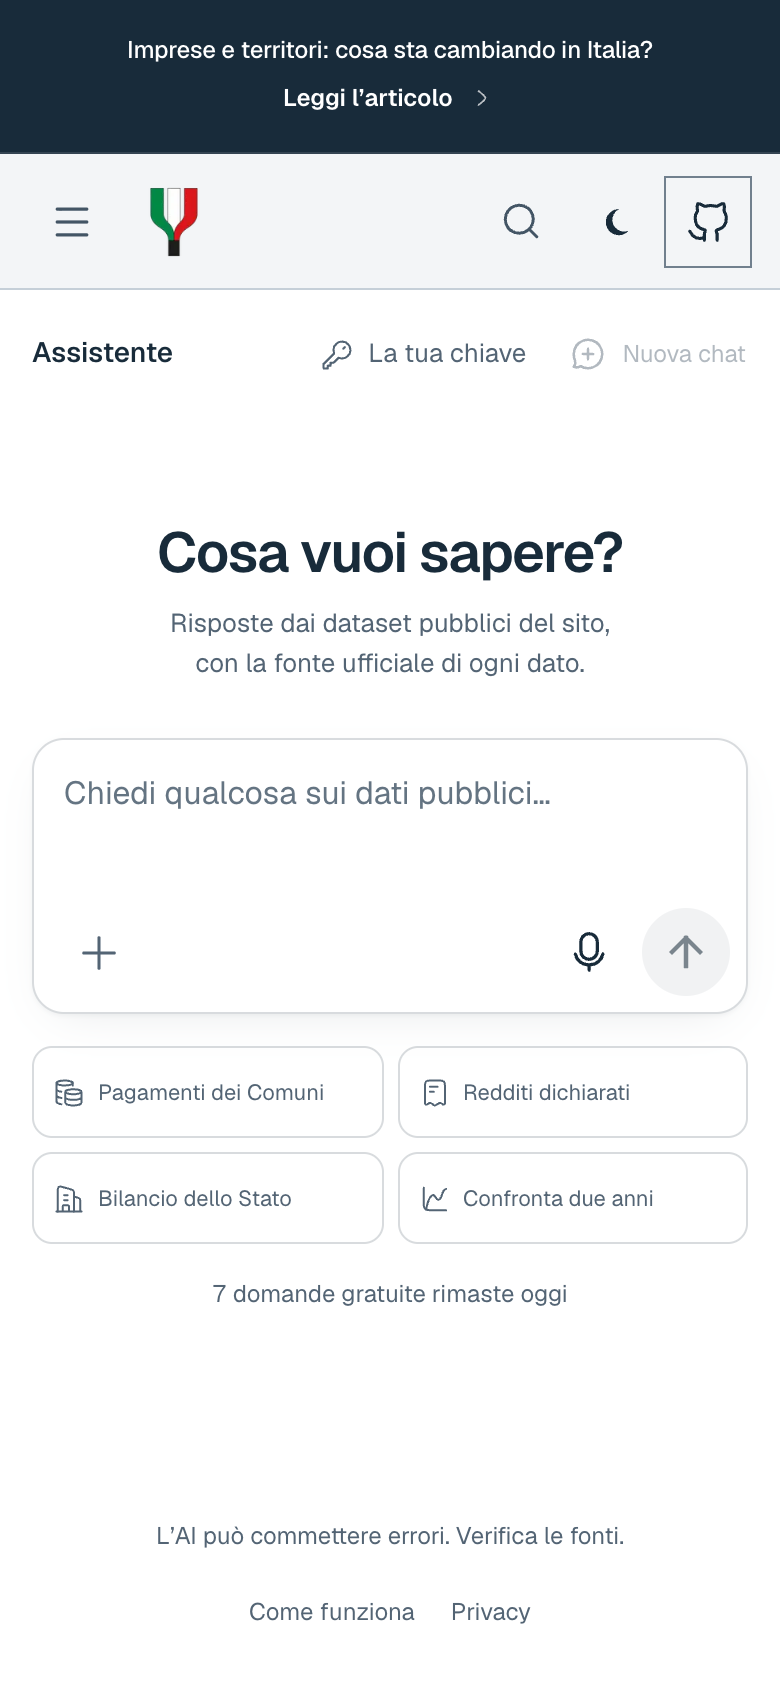 Imprese e territori: cosa sta cambiando in Italia?
Leggi l’articolo
Assistente
La tua chiave
Nuova chat
Cosa vuoi sapere?
Risposte dai dataset pubblici del sito,
con la fonte ufficiale di ogni dato.
Chiedi qualcosa sui dati pubblici…
Pagamenti dei Comuni
Redditi dichiarati
Bilancio dello Stato
Confronta due anni
7 domande gratuite rimaste oggi
L’AI può commettere errori. Verifica le fonti.
Come funziona
Privacy